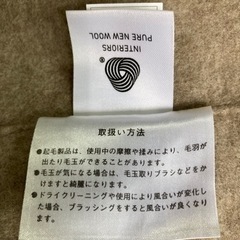 INTERIORS
PURE NEW WOOL
®
取扱い方法
●起毛製品は、使用中の摩擦や揉みにより、毛羽が
出たり毛玉ができることがあります。
●毛玉が気になる場合は、毛玉取りブラシなどをか
けますと綺麗になります。
●ドライクリーニングや使用により風合いが変化し
た場合、ブラッシングをすると風合いが良くなり
ます。